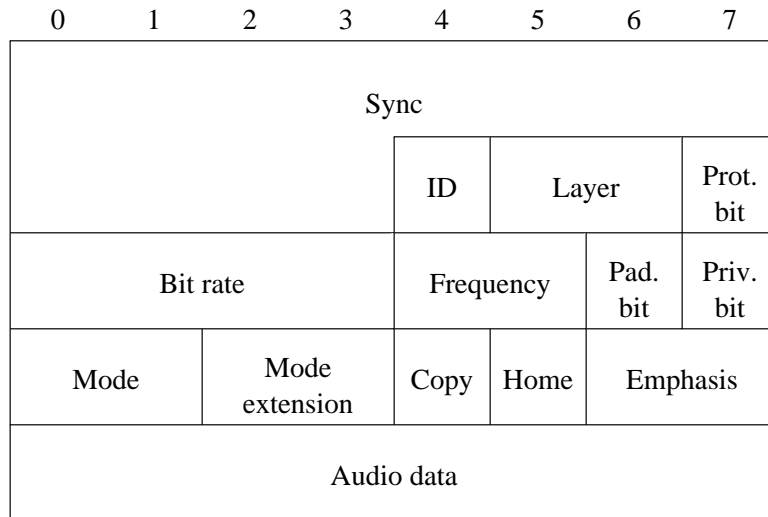 0 1 2 3 4 5 6 7
Sync
ID Layer Prot.
bit
Bit rate Frequency Pad. Priv.
bit bit
Mode Mode Copy Home Emphasis
extension
Audio data